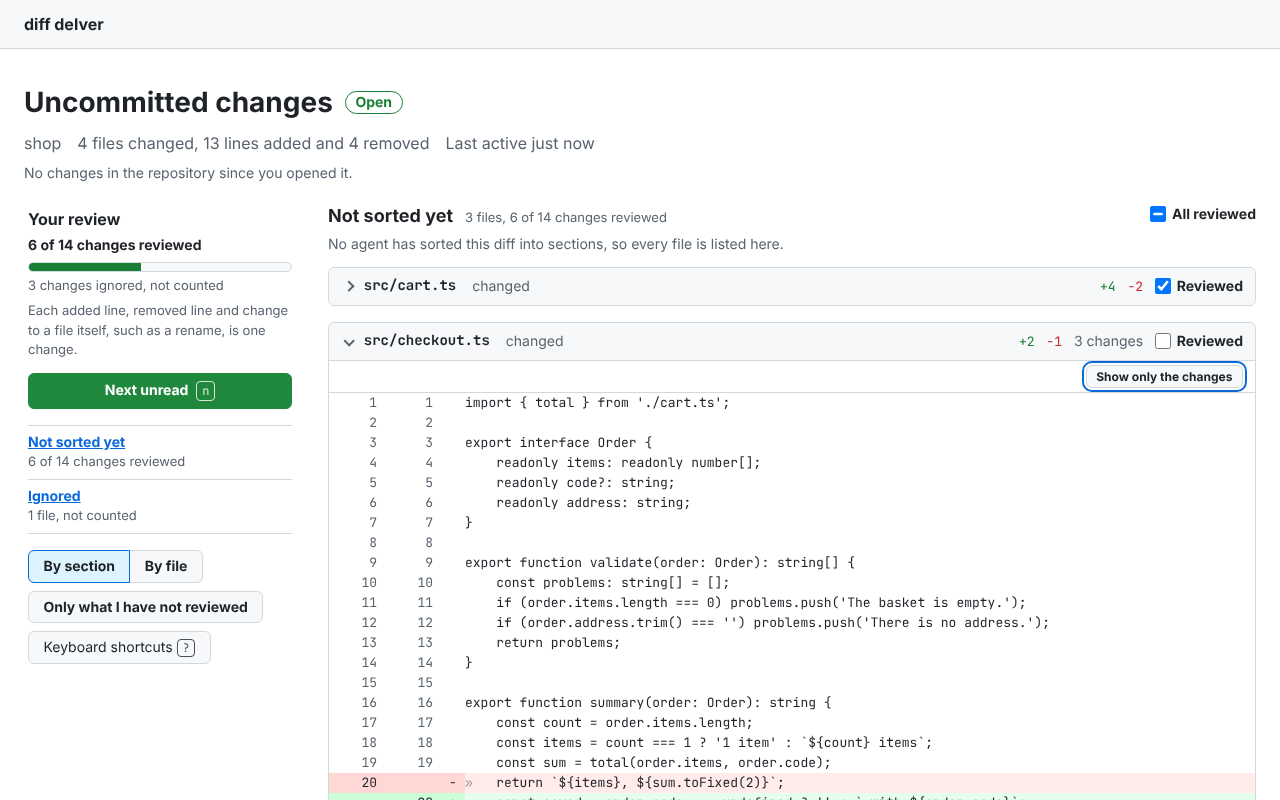 diff delver
Uncommitted changes Open
shop 4 files changed, 13 lines added and 4 removed Last active just now
No changes in the repository since you opened it.
Your review
6 of 14 changes reviewed
3 changes ignored, not counted
Each added line, removed line and change
to a file itself, such as a rename, is one
change.
Next unread n
Not sorted yet
6 of 14 changes reviewed
Ignored
1 file, not counted
By section By file
Only what I have not reviewed
Keyboard shortcuts ?
Not sorted yet 3 files, 6 of 14 changes reviewed All reviewed
No agent has sorted this diff into sections, so every file is listed here.
src/cart.ts changed +4 -2 Reviewed
src/checkout.ts changed +2 -1 3 changes Reviewed
Show only the changes
1 1 import { total } from './cart.ts';
2 2
3 3 export interface Order {
4 4     readonly items: readonly number[];
5 5     readonly code?: string;
6 6     readonly address: string;
7 7 }
8 8
9 9 export function validate(order: Order): string[] {
10 10     const problems: string[] = [];
11 11     if (order.items.length === 0) problems.push('The basket is empty.');
12 12     if (order.address.trim() === '') problems.push('There is no address.');
13 13     return problems;
14 14 }
15 15
16 16 export function summary(order: Order): string {
17 17     const count = order.items.length;
18 18     const items = count === 1 ? '1 item' : `${count} items`;
19 19     const sum = total(order.items, order.code);
20 - »     return `${items}, ${sum.toFixed(2)}`;